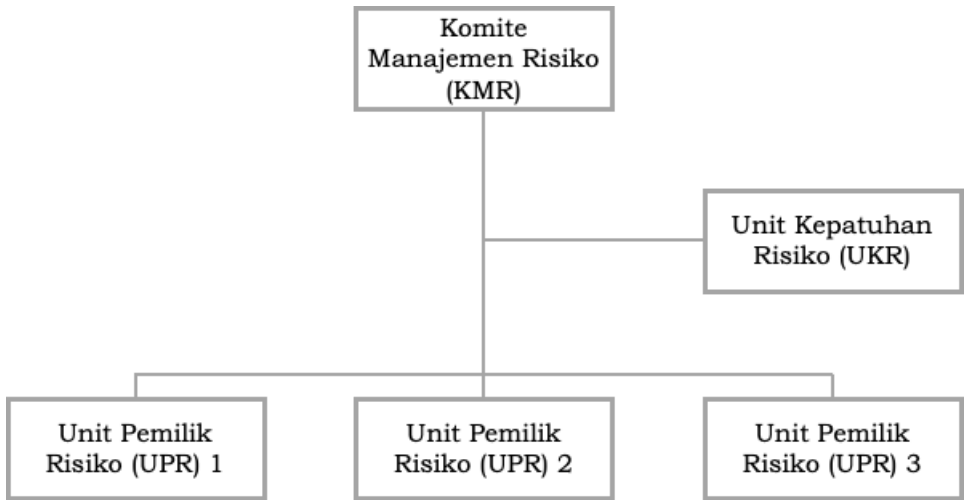 Komite
Manajemen Risiko
(KMR)
Unit Kepatuhan
Risiko (UKR)
Unit Pemilik
Risiko (UPR) 1
Unit Pemilik
Risiko (UPR) 2
Unit Pemilik
Risiko (UPR) 3